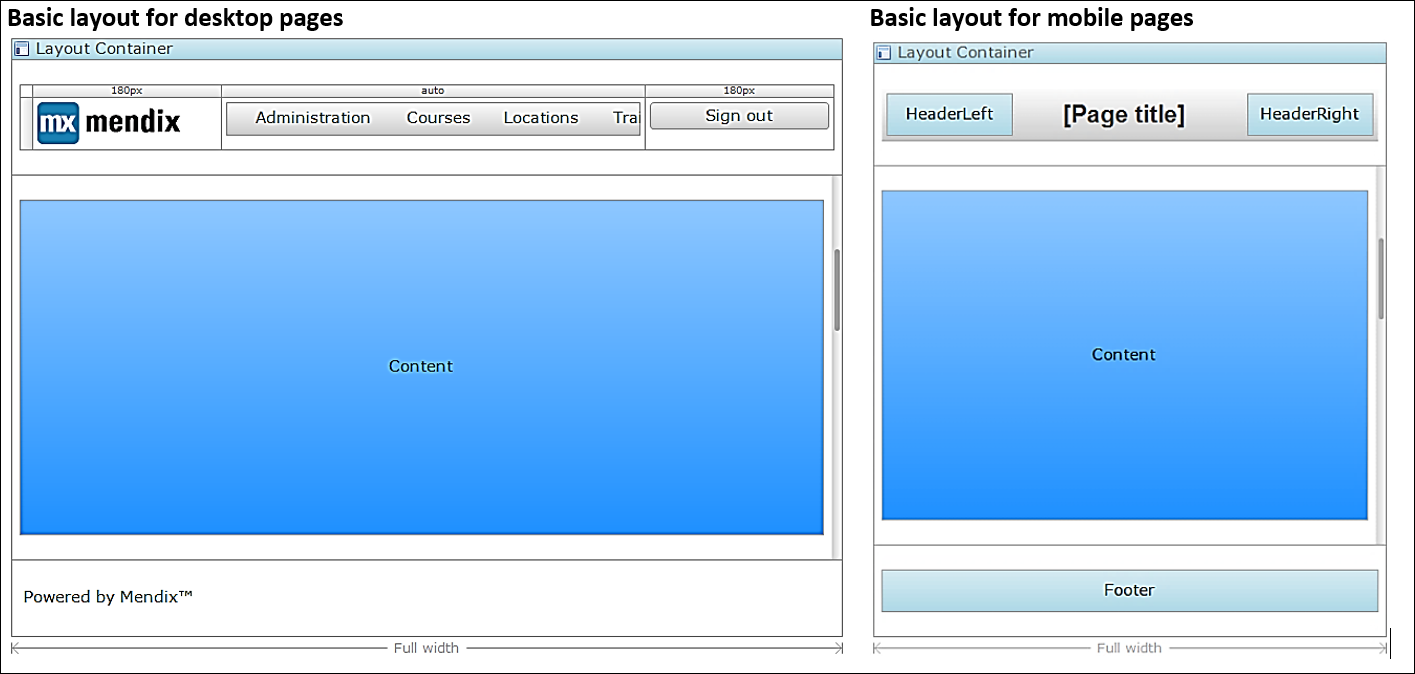 Basic layout for desktop pages
Layout Container
180px
auto
180px
mx mendix
Administration
Courses
Locations
Trai
Sign out
Content
Powered by Mendix™
Full width
Basic layout for mobile pages
Layout Container
HeaderLeft
[Page title]
HeaderRight
Content
Footer
Full width